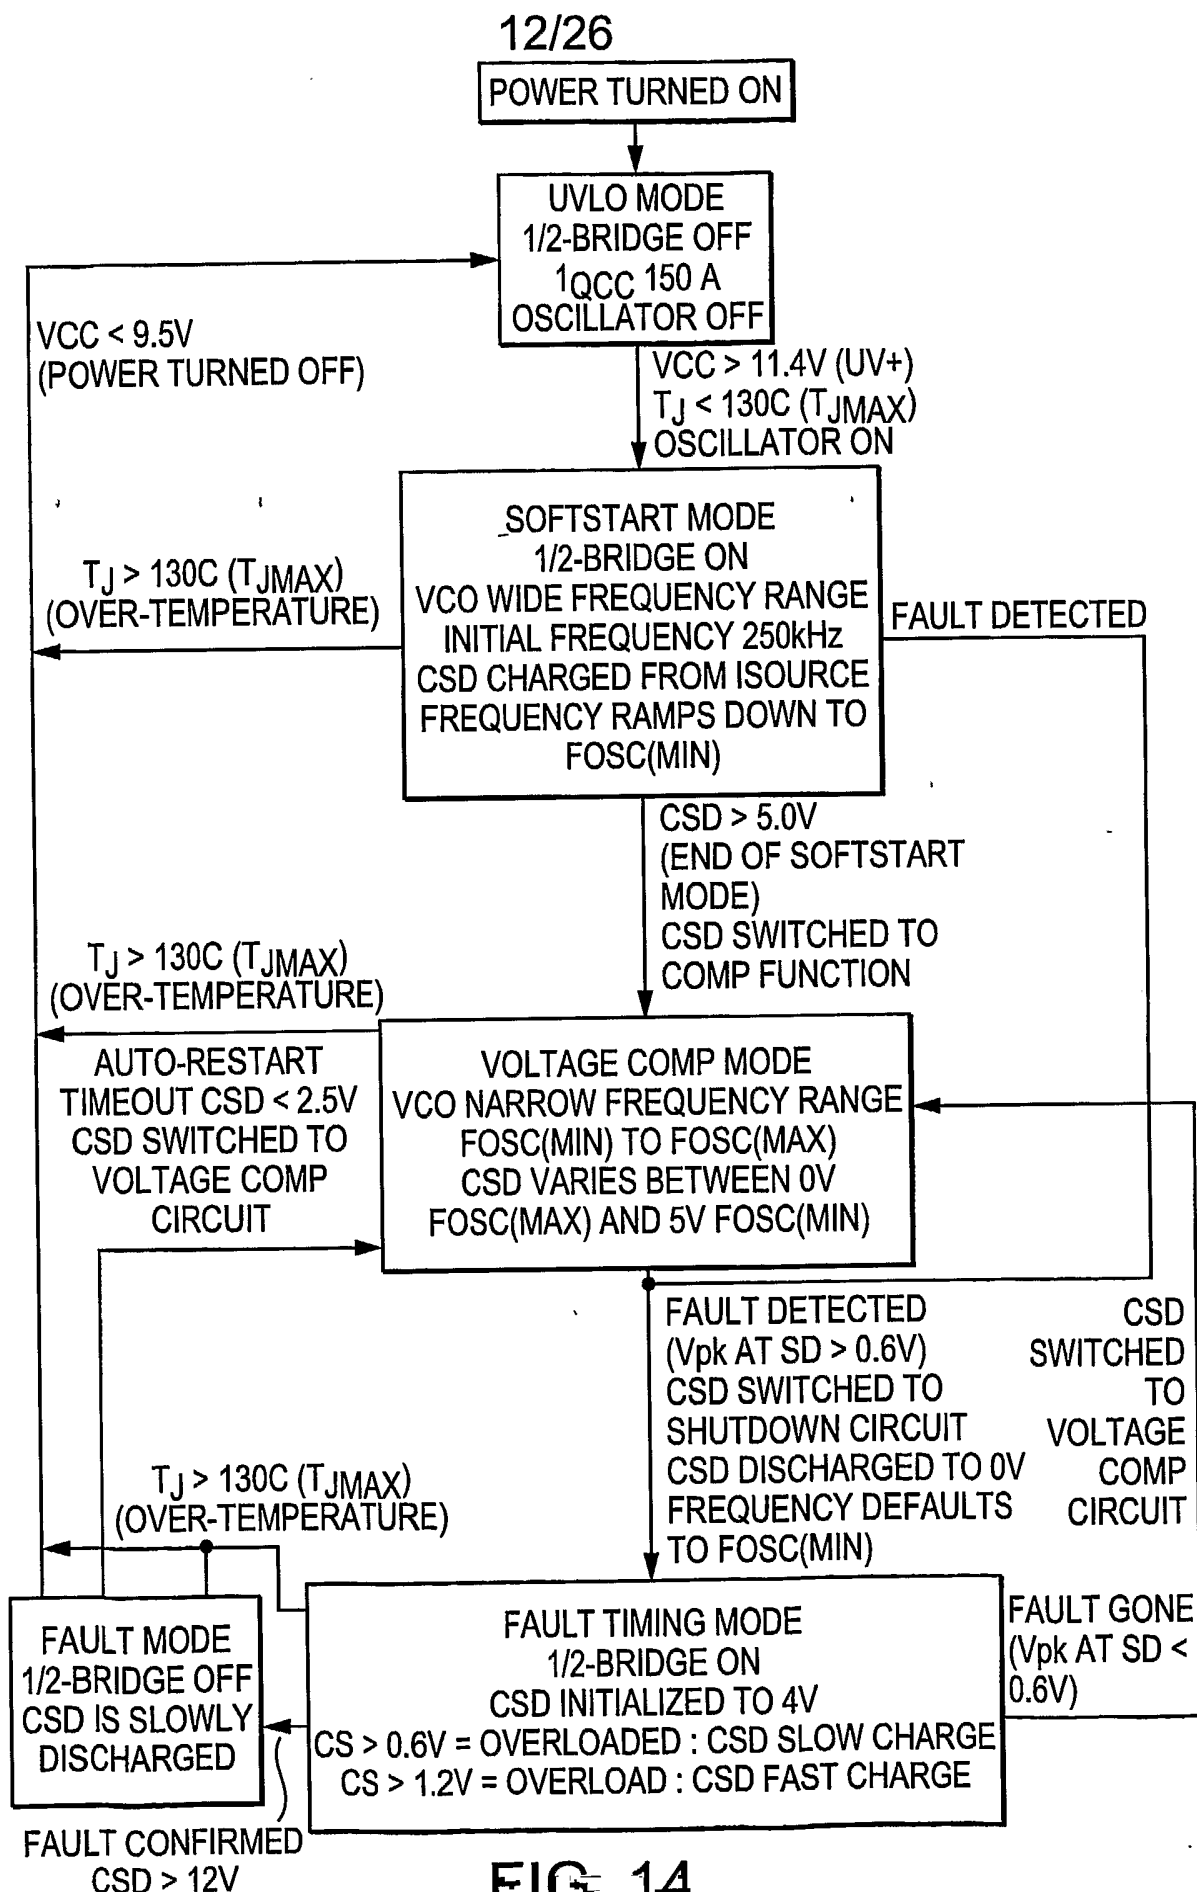 12/26
POWER TURNED ON
UVLO MODE
1/2-BRIDGE OFF
1QCC 150 A
OSCILLATOR OFF
VCC < 9.5V
(POWER TURNED OFF)
VCC > 11.4V (UV+)
TJ < 130C (TJMAX)
OSCILLATOR ON
SOFTSTART MODE
1/2-BRIDGE ON
VCO WIDE FREQUENCY RANGE
INITIAL FREQUENCY 250kHz
CSD CHARGED FROM ISOURCE
FREQUENCY RAMPS DOWN TO
FOSC(MIN)
TJ > 130C (TJMAX)
(OVER-TEMPERATURE)
FAULT DETECTED
CSD > 5.0V
(END OF SOFTSTART
MODE)
CSD SWITCHED TO
COMP FUNCTION
TJ > 130C (TJMAX)
(OVER-TEMPERATURE)
AUTO-RESTART
TIMEOUT CSD < 2.5V
CSD SWITCHED TO
VOLTAGE COMP
CIRCUIT
VOLTAGE COMP MODE
VCO NARROW FREQUENCY RANGE
FOSC(MIN) TO FOSC(MAX)
CSD VARIES BETWEEN 0V
FOSC(MAX) AND 5V FOSC(MIN)
FAULT DETECTED
(Vpk AT SD > 0.6V)
CSD SWITCHED TO
SHUTDOWN CIRCUIT
CSD DISCHARGED TO 0V
FREQUENCY DEFAULTS
TO FOSC(MIN)
CSD
SWITCHED
TO
VOLTAGE
COMP
CIRCUIT
TJ > 130C (TJMAX)
(OVER-TEMPERATURE)
FAULT MODE
1/2-BRIDGE OFF
CSD IS SLOWLY
DISCHARGED
FAULT TIMING MODE
1/2-BRIDGE ON
CSD INITIALIZED TO 4V
CS > 0.6V = OVERLOADED : CSD SLOW CHARGE
CS > 1.2V = OVERLOAD : CSD FAST CHARGE
FAULT GONE
(Vpk AT SD <
0.6V)
FAULT CONFIRMED
CSD > 12V
FIG. 14